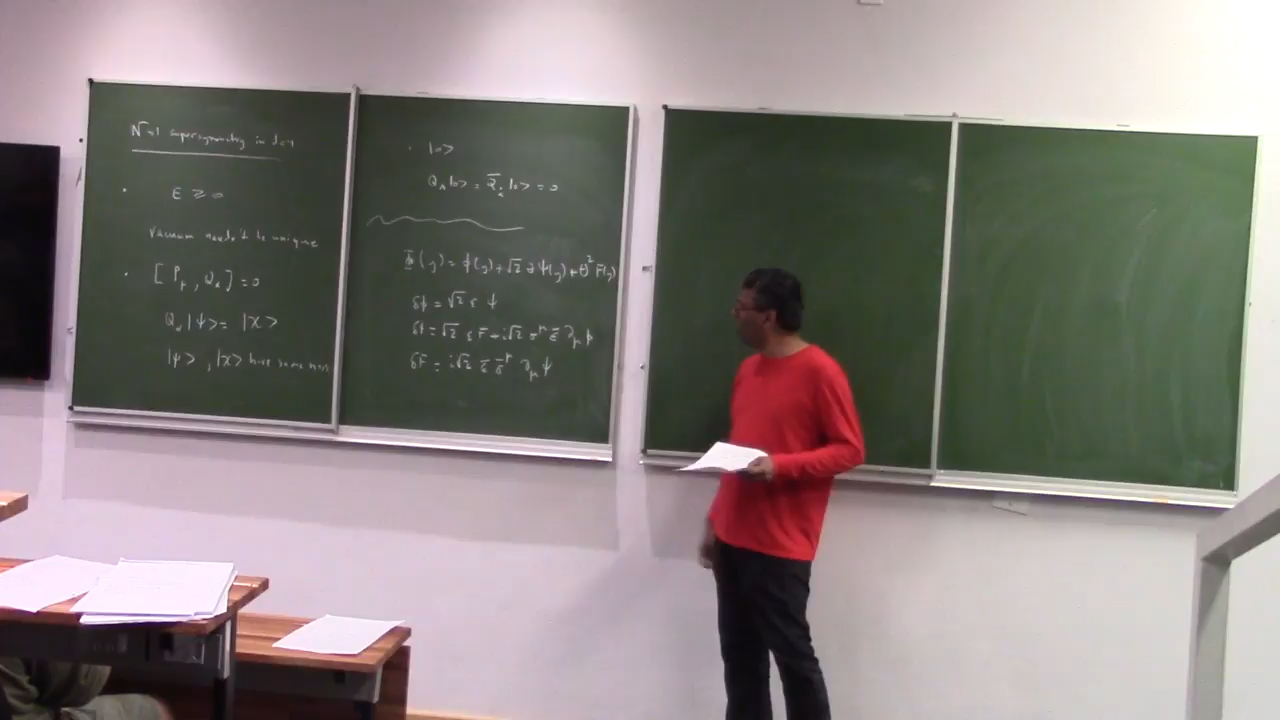 N=1 supersymmetry in d=4
· E ≥ 0
Vacuum needn't be unique
· [P_μ, Q_α] = 0
Q_α|ψ> = |χ>
|ψ>, |χ> have same mass
· |0>
Q_α|0> = Q̄_α̇|0> = 0
Φ(y) = ϕ(y) + √2 θ ψ(y) + θ² F(y)
δϕ = √2 ε ψ
δψ = √2 ε F + i√2 σ^μ ε̄ ∂_μ ϕ
δF = i√2 ε̄ σ̄^μ ∂_μ ψ